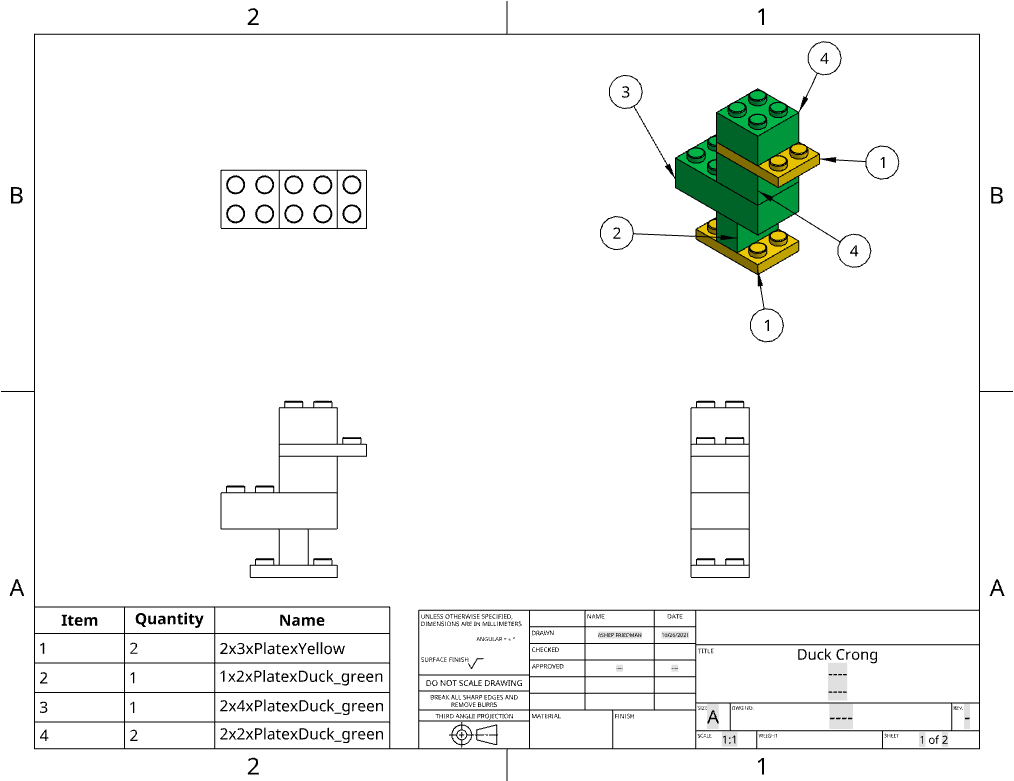 2
1
B
B
A
A
2
1
4
3
1
2
4
1
Item Quantity Name
1 2 2x3xPlatexYellow
2 1 1x2xPlatexDuck_green
3 1 2x4xPlatexDuck_green
4 2 2x2xPlatexDuck_green
UNLESS OTHERWISE SPECIFIED,
DIMENSIONS ARE IN MILLIMETERS
ANGULAR = ± °
SURFACE FINISH
DO NOT SCALE DRAWING
BREAK ALL SHARP EDGES AND
REMOVE BURRS
THIRD ANGLE PROJECTION
NAME DATE
DRAWN ASHER FRIEDMAN 10/26/2021
CHECKED
APPROVED --- ---
MATERIAL FINISH
TITLE
Duck Crong
----
----
SIZE A DWG NO. ---- REV. -
SCALE 1:1 WEIGHT SHEET 1 of 2